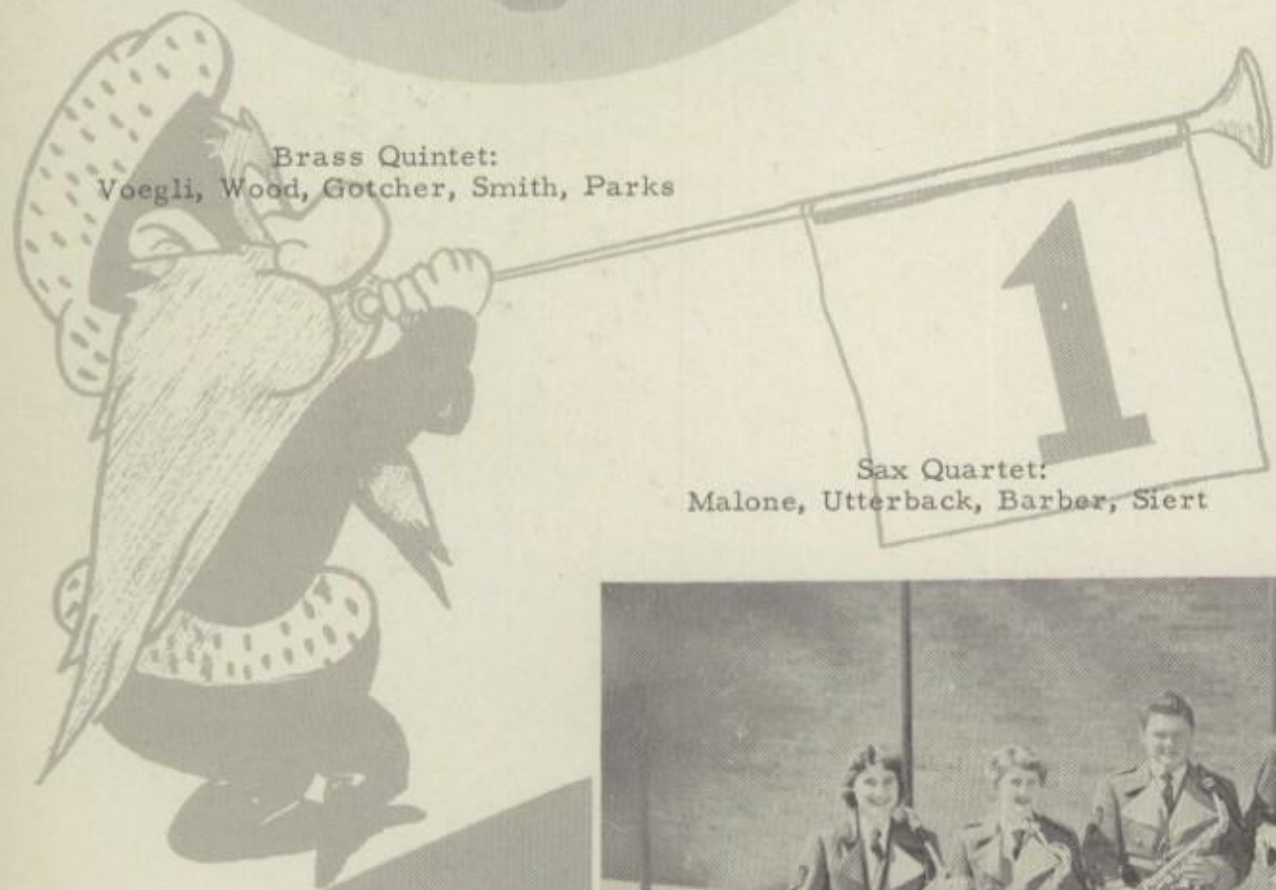 Brass Quintet:
Voegli, Wood, Gotcher, Smith, Parks
1
Sax Quartet:
Malone, Utterback, Barber, Siert